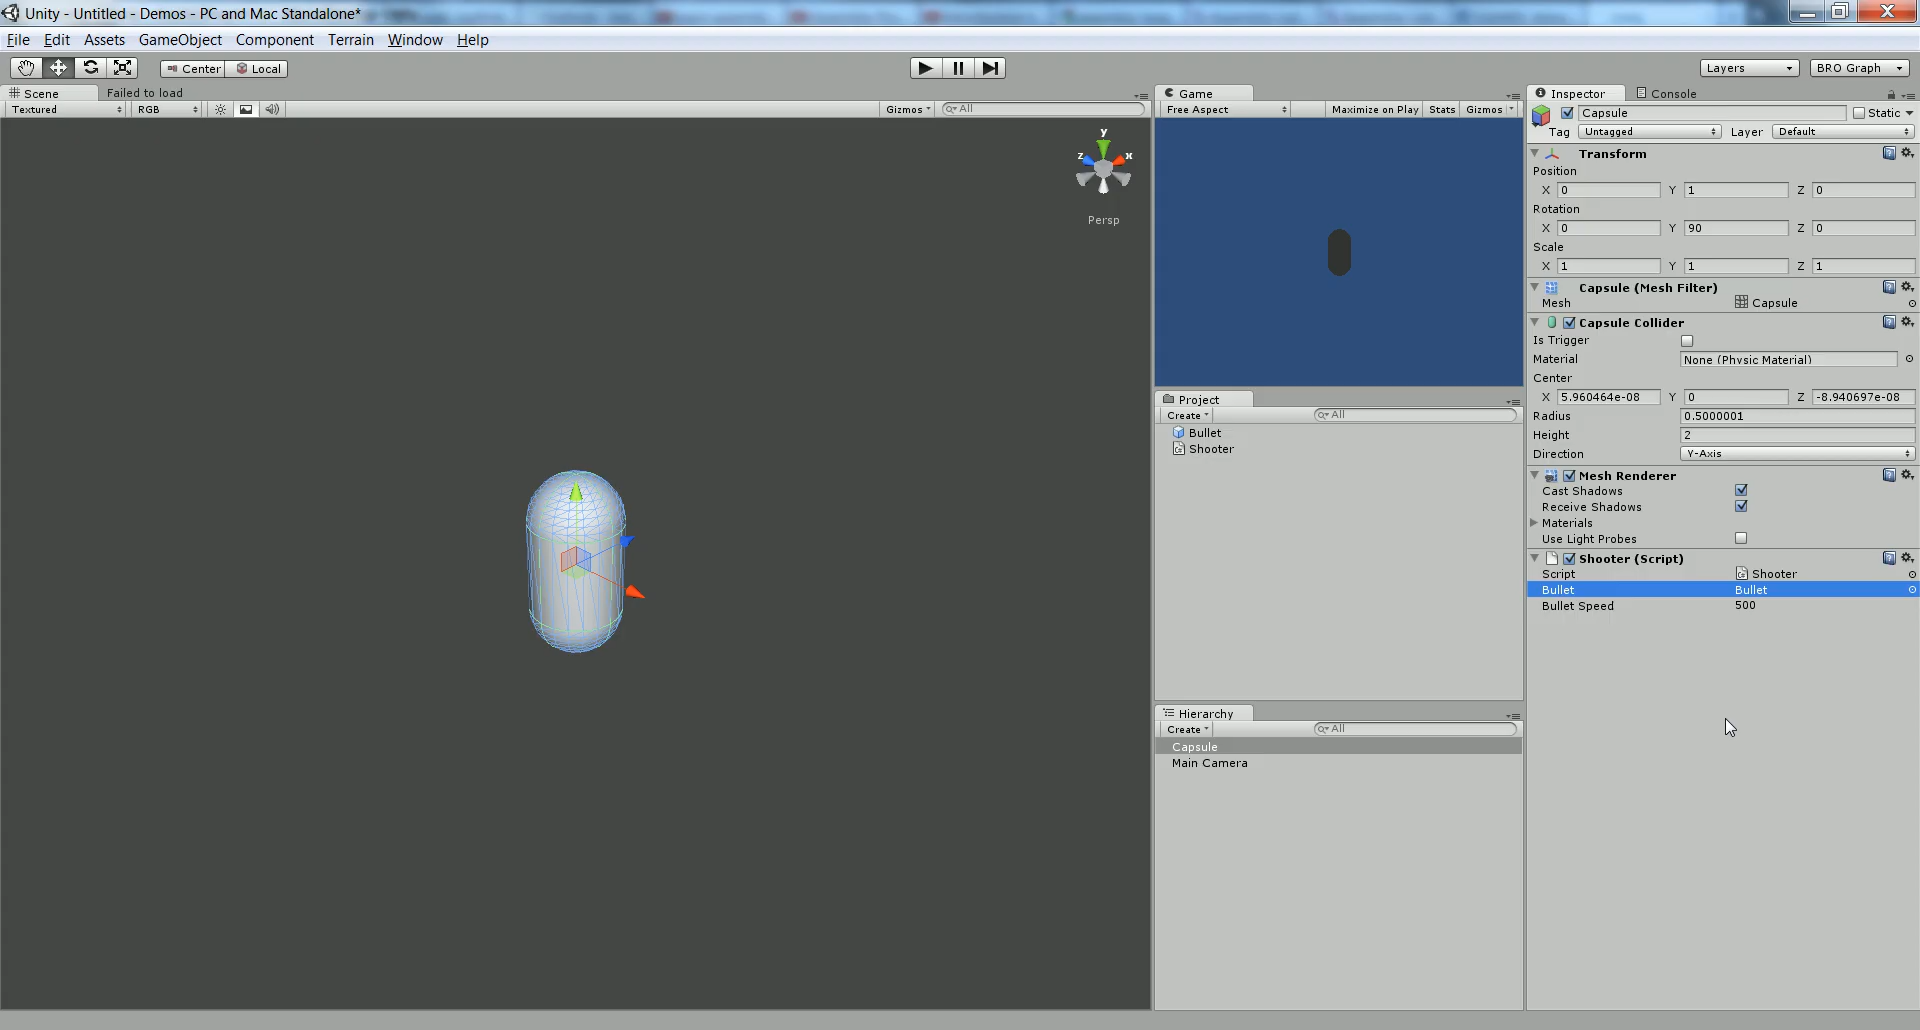 Unity - Untitled - Demos - PC and Mac Standalone*
File Edit Assets GameObject Component Terrain Window Help
Center Local
Layers BRO Graph
Scene Failed to load
Textured RGB Gizmos All
y
z x
Persp
Game
Free Aspect Maximize on Play Stats Gizmos
Project
Create All
Bullet
Shooter
Hierarchy
Create All
Capsule
Main Camera
Inspector Console
Capsule Static
Tag Untagged Layer Default
Transform
Position
X 0 Y 1 Z 0
Rotation
X 0 Y 90 Z 0
Scale
X 1 Y 1 Z 1
Capsule (Mesh Filter)
Mesh Capsule
Capsule Collider
Is Trigger
Material None (Physic Material)
Center
X 5.960464e-08 Y 0 Z -8.940697e-08
Radius 0.5000001
Height 2
Direction Y-Axis
Mesh Renderer
Cast Shadows
Receive Shadows
Materials
Use Light Probes
Shooter (Script)
Script Shooter
Bullet Bullet
Bullet Speed 500